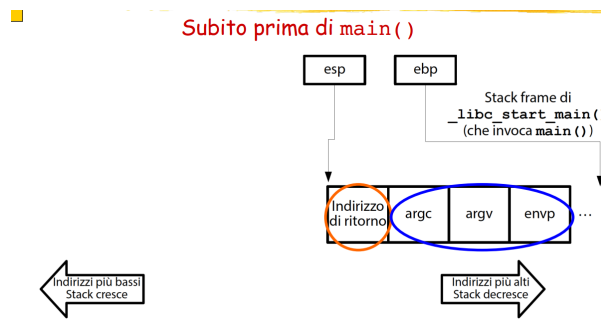 Subito prima di main()
esp
ebp
Stack frame di
_libc_start_main(
(che invoca main())
Indirizzo
di ritorno
argc
argv
envp
...
Indirizzi più bassi
Stack cresce
Indirizzi più alti
Stack decresce